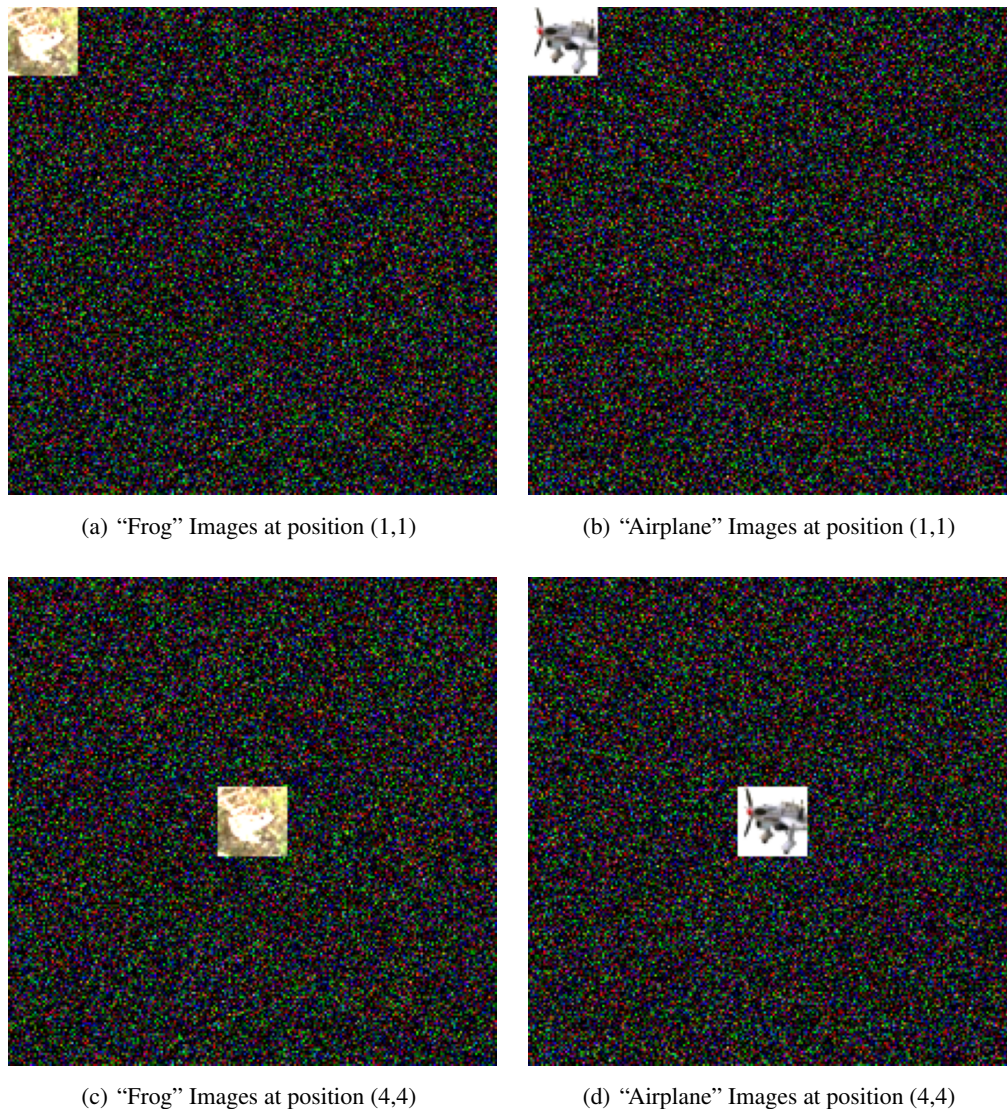 (a) “Frog” Images at position (1,1)
(b) “Airplane” Images at position (1,1)
(c) “Frog” Images at position (4,4)
(d) “Airplane” Images at position (4,4)